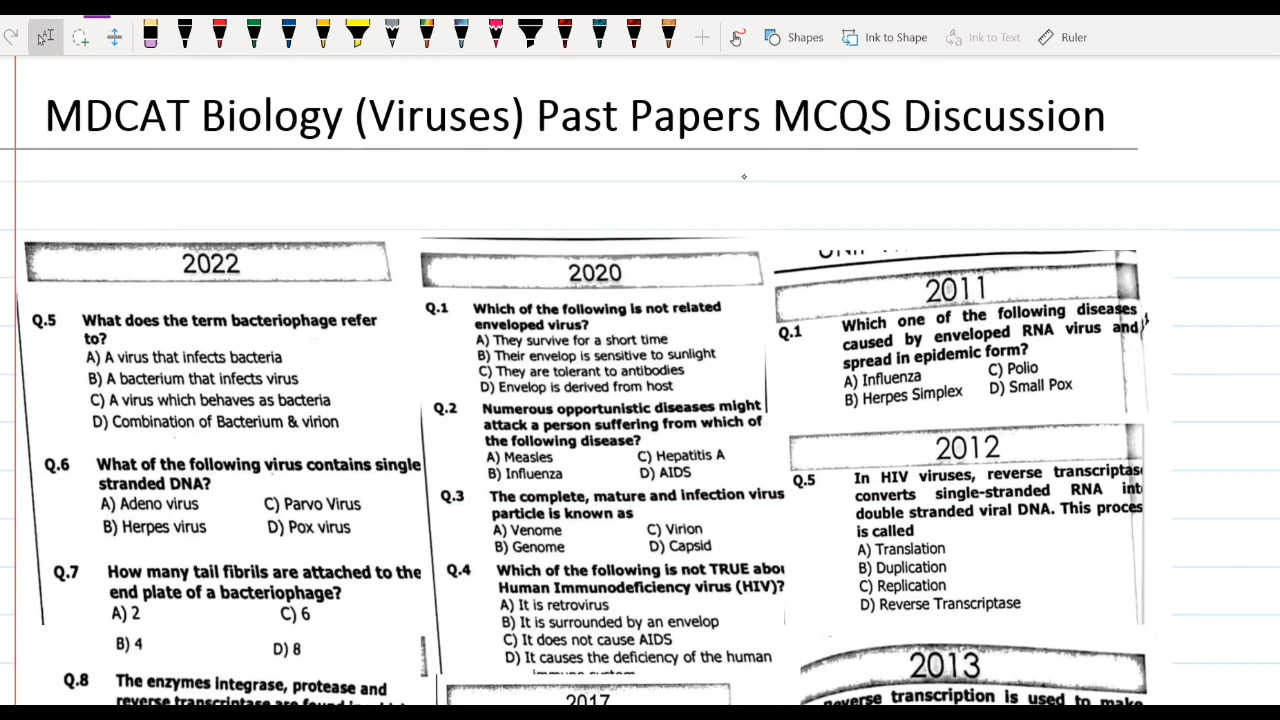 Shapes
Ink to Shape
Ink to Text
Ruler
MDCAT Biology (Viruses) Past Papers MCQS Discussion
2022
Q.5 What does the term bacteriophage refer
to?
A) A virus that infects bacteria
B) A bacterium that infects virus
C) A virus which behaves as bacteria
D) Combination of Bacterium & virion
Q.6 What of the following virus contains single
stranded DNA?
A) Adeno virus C) Parvo Virus
B) Herpes virus D) Pox virus
Q.7 How many tail fibrils are attached to the
end plate of a bacteriophage?
A) 2 C) 6
B) 4 D) 8
Q.8 The enzymes integrase, protease and
reverse transcriptase are found in
2020
Q.1 Which of the following is not related
enveloped virus?
A) They survive for a short time
B) Their envelop is sensitive to sunlight
C) They are tolerant to antibodies
D) Envelop is derived from host
Q.2 Numerous opportunistic diseases might
attack a person suffering from which of
the following disease?
A) Measles C) Hepatitis A
B) Influenza D) AIDS
Q.3 The complete, mature and infection virus
particle is known as
A) Venome C) Virion
B) Genome D) Capsid
Q.4 Which of the following is not TRUE abou
Human Immunodeficiency virus (HIV)?
A) It is retrovirus
B) It is surrounded by an envelop
C) It does not cause AIDS
D) It causes the deficiency of the human
immune system
2017
2011
Q.1 Which one of the following diseases
caused by enveloped RNA virus and
spread in epidemic form?
A) Influenza C) Polio
B) Herpes Simplex D) Small Pox
2012
Q.5 In HIV viruses, reverse transcriptas
converts single-stranded RNA int
double stranded viral DNA. This proces
is called
A) Translation
B) Duplication
C) Replication
D) Reverse Transcriptase
2013
everse transcription is used to make